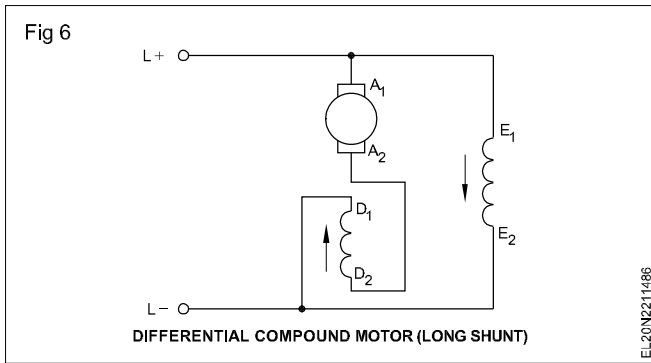 Fig 6
L+
A1
A2
E1
E2
D1
D2
L−
DIFFERENTIAL COMPOUND MOTOR (LONG SHUNT)
EL20N2211486